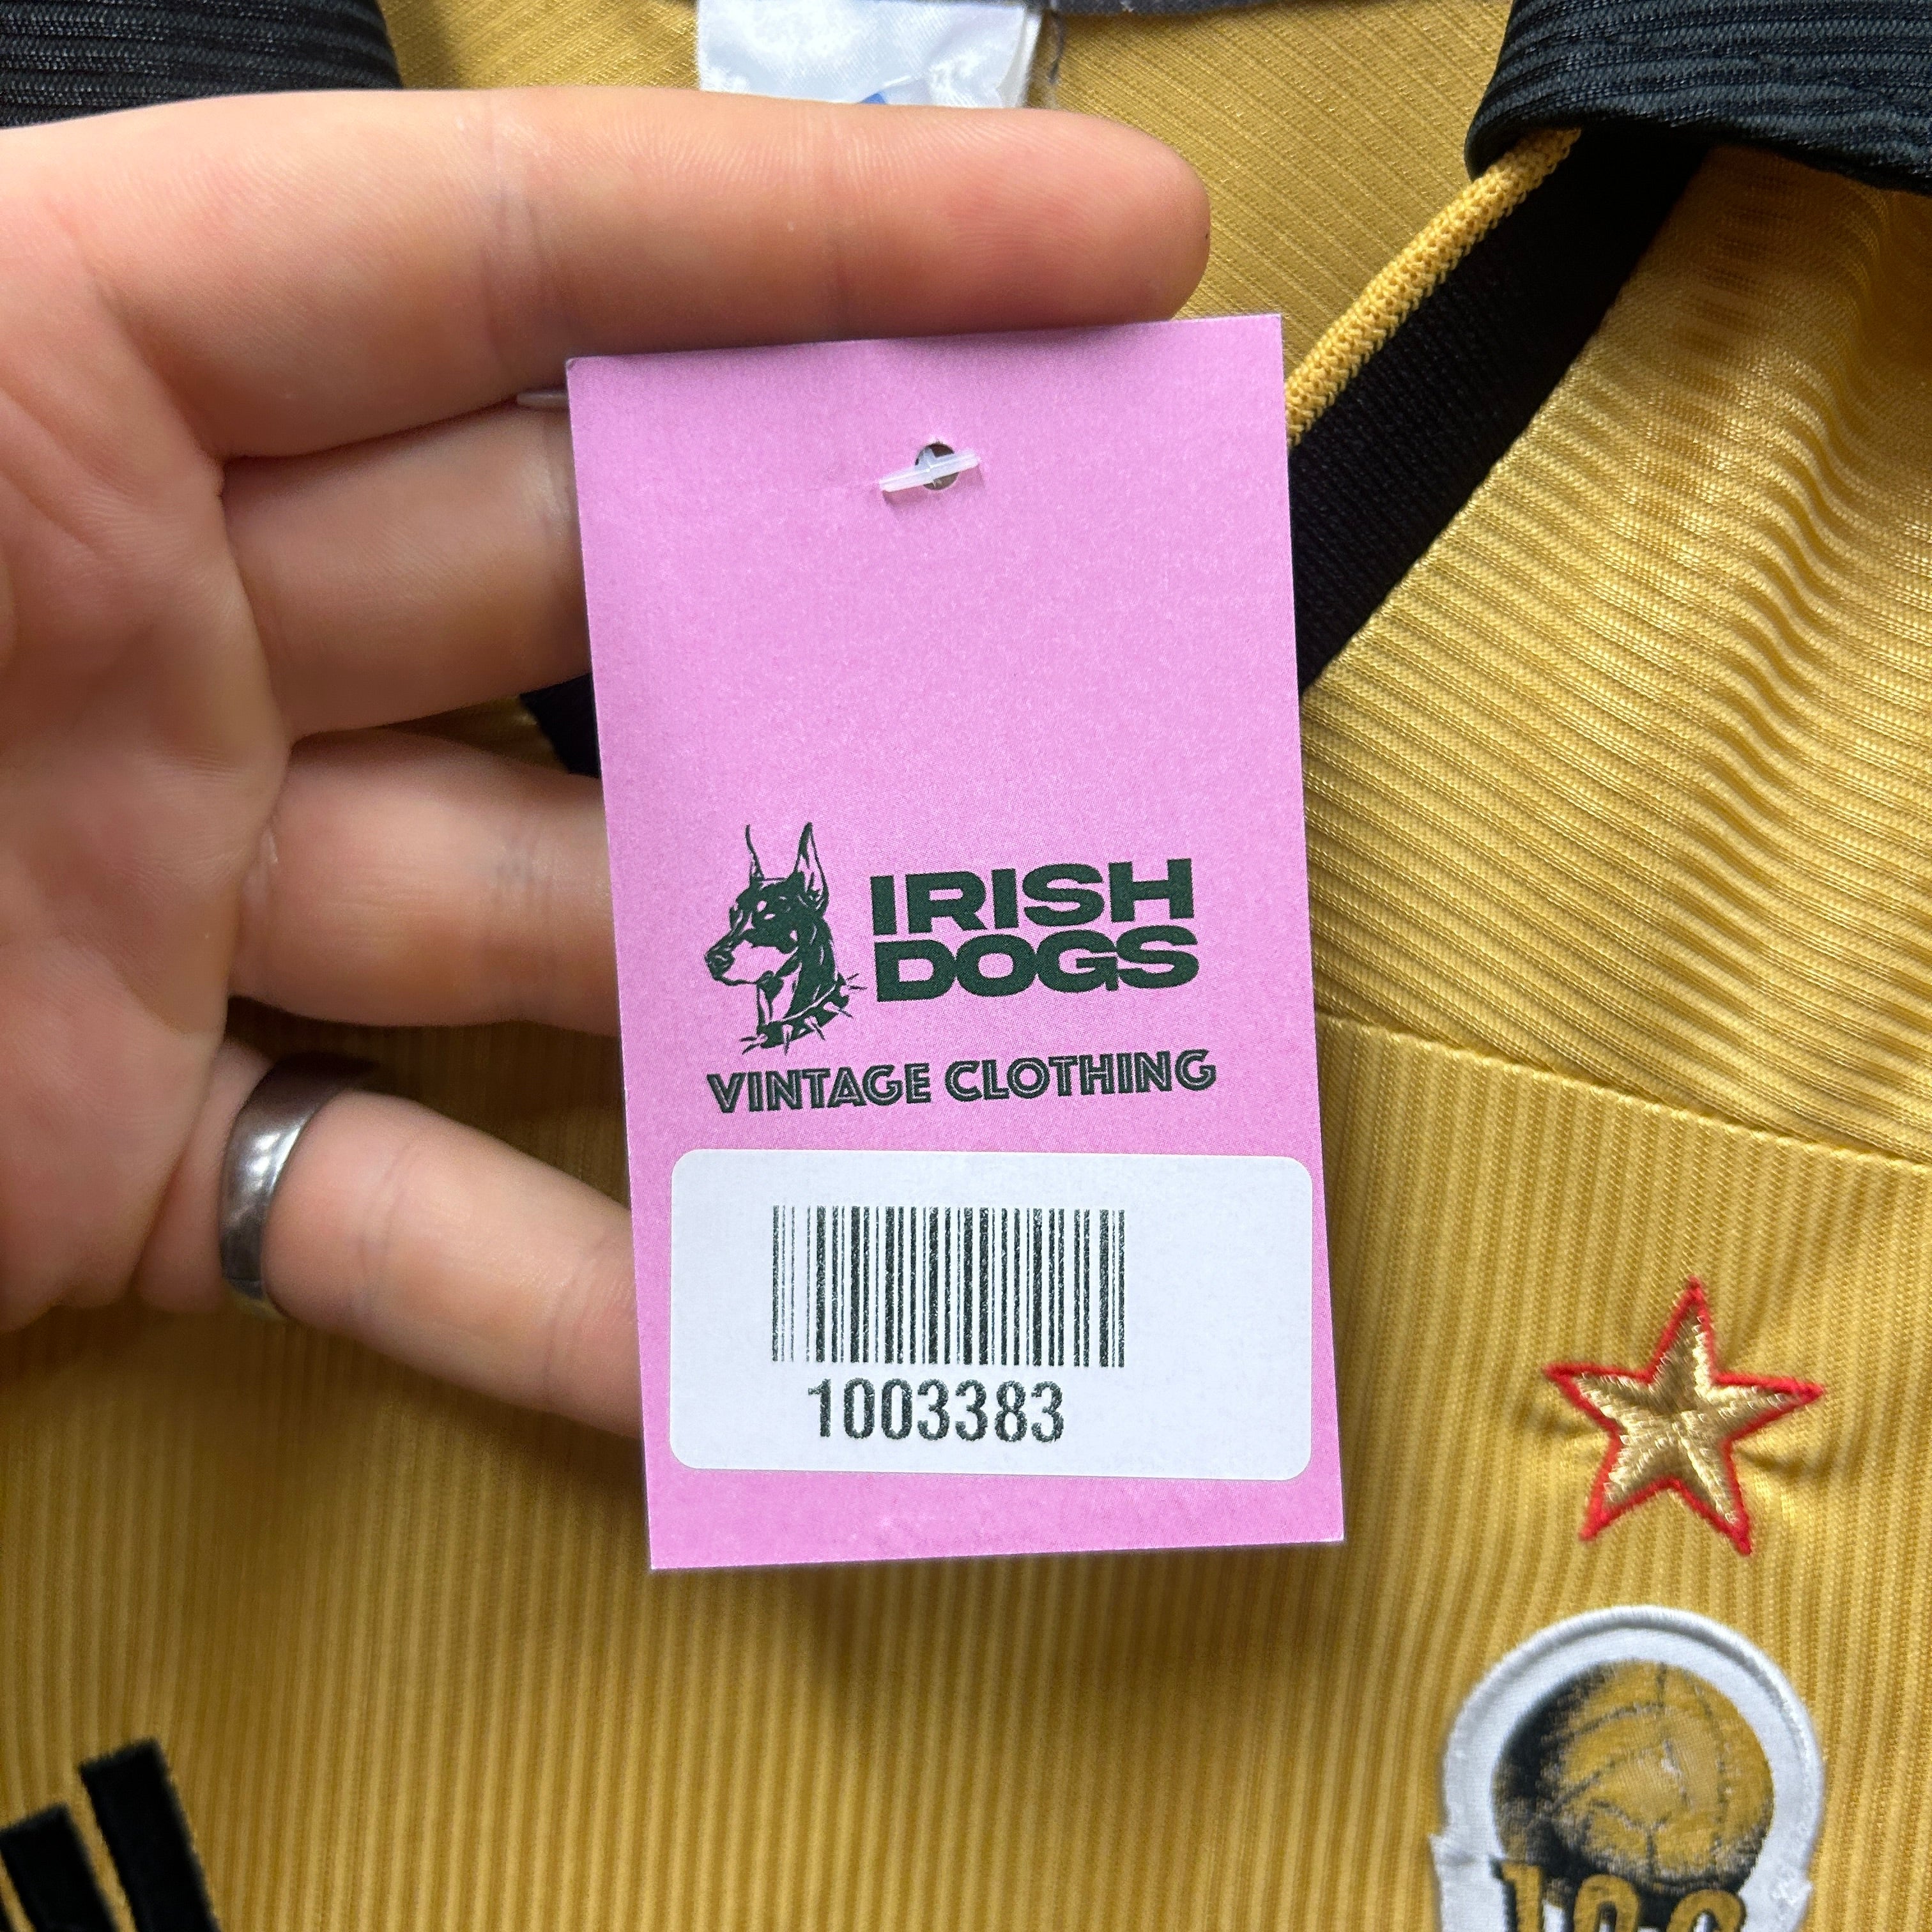 IRISH
DOGS
VINTAGE CLOTHING
1003383